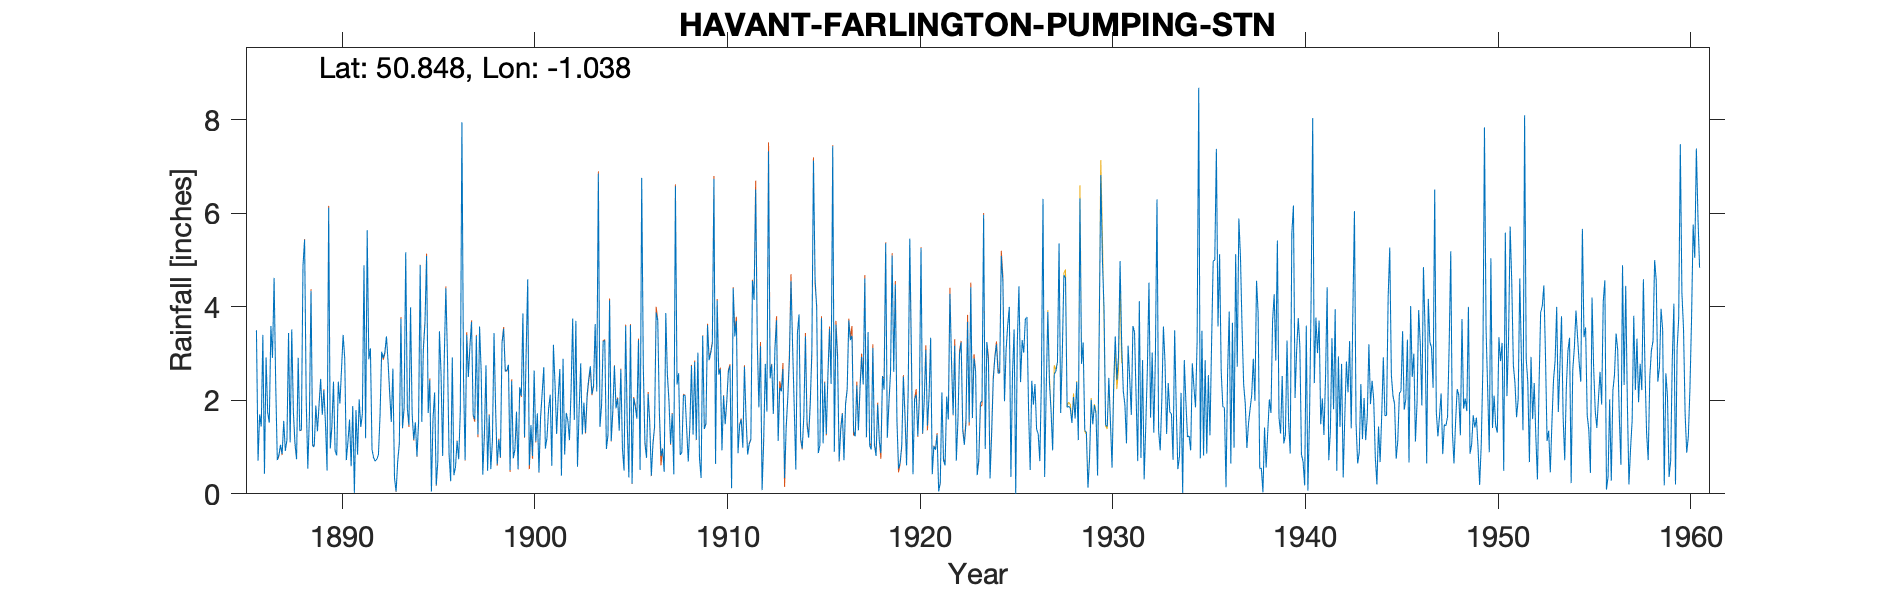 HAVANT-FARLINGTON-PUMPING-STN
Lat: 50.848, Lon: -1.038
Rainfall [inches]
8
6
4
2
0
1890 1900 1910 1920 1930 1940 1950 1960
Year